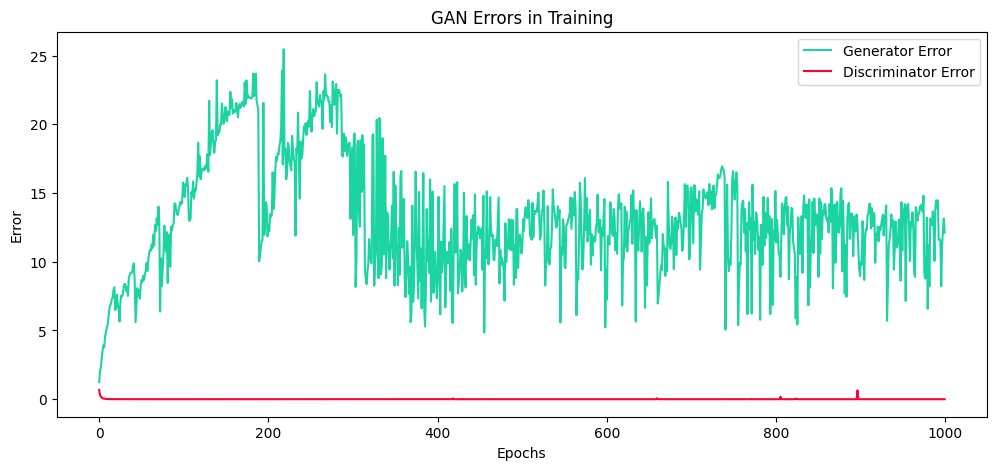 GAN Errors in Training
Generator Error
Discriminator Error
Error
25
20
15
10
5
0
0 200 400 600 800 1000
Epochs